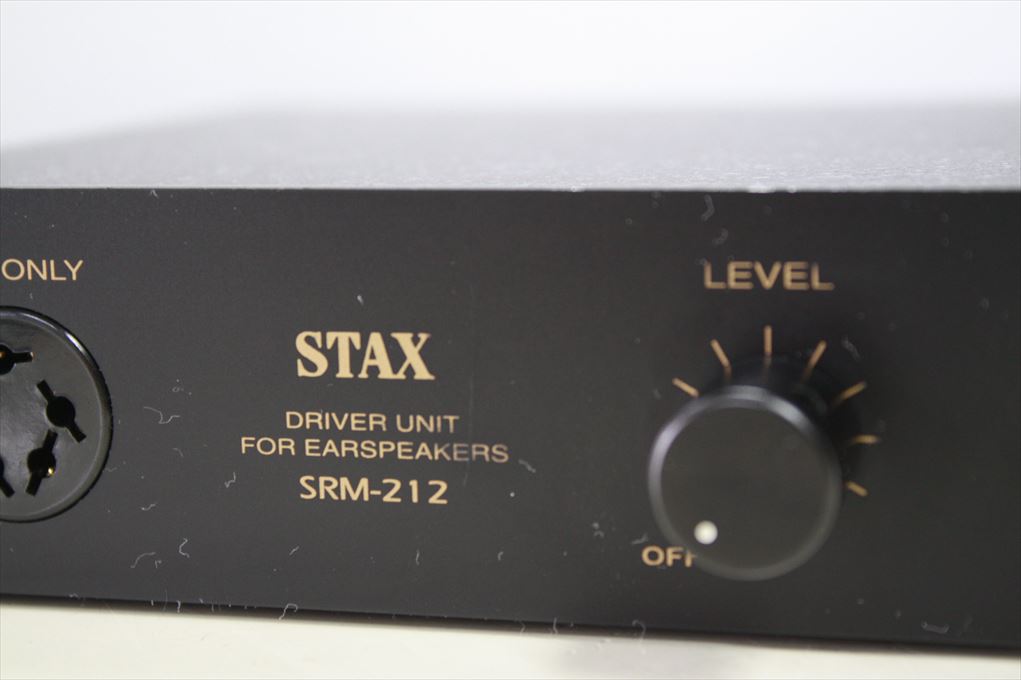 ONLY
STAX
DRIVER UNIT
FOR EARSPEAKERS
SRM-212
LEVEL
OFF